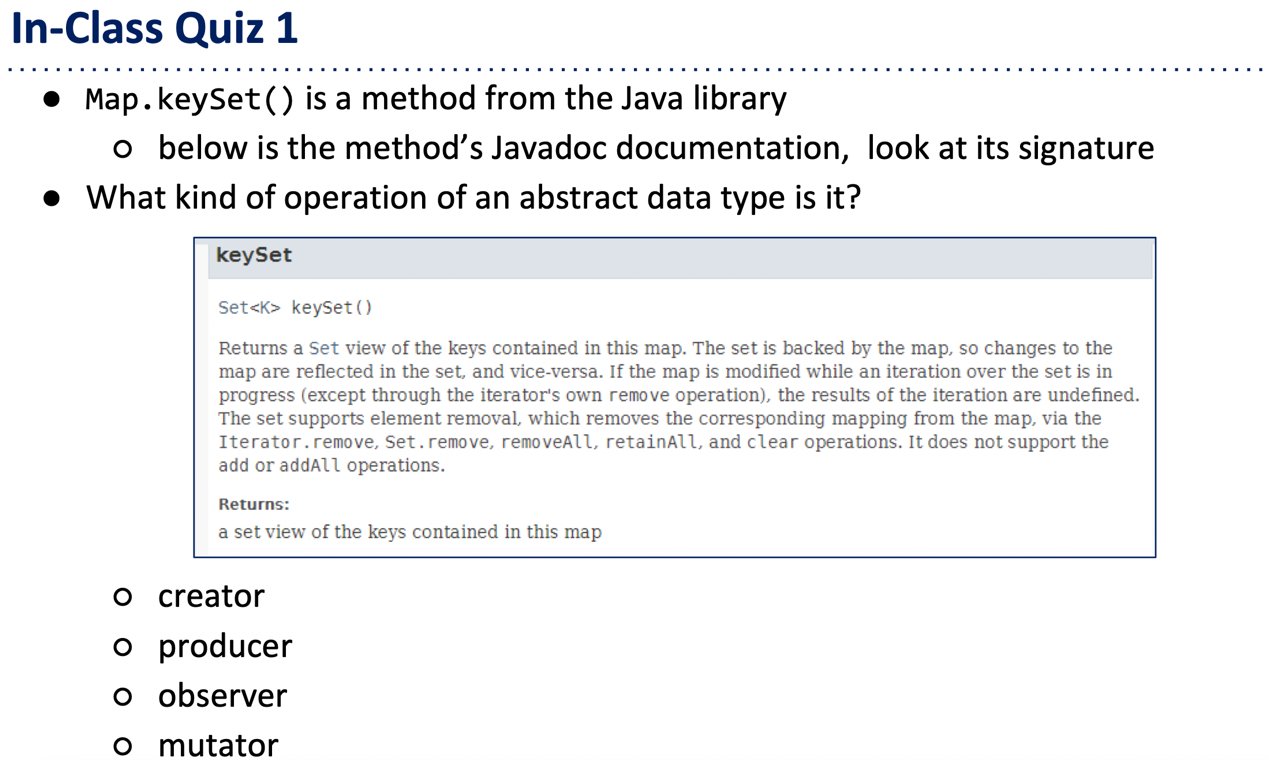 In-Class Quiz 1
● Map.keySet() is a method from the Java library
○ below is the method’s Javadoc documentation, look at its signature
● What kind of operation of an abstract data type is it?
keySet
Set<K> keySet()
Returns a Set view of the keys contained in this map. The set is backed by the map, so changes to the
map are reflected in the set, and vice-versa. If the map is modified while an iteration over the set is in
progress (except through the iterator's own remove operation), the results of the iteration are undefined.
The set supports element removal, which removes the corresponding mapping from the map, via the
Iterator.remove, Set.remove, removeAll, retainAll, and clear operations. It does not support the
add or addAll operations.
Returns:
a set view of the keys contained in this map
○ creator
○ producer
○ observer
○ mutator